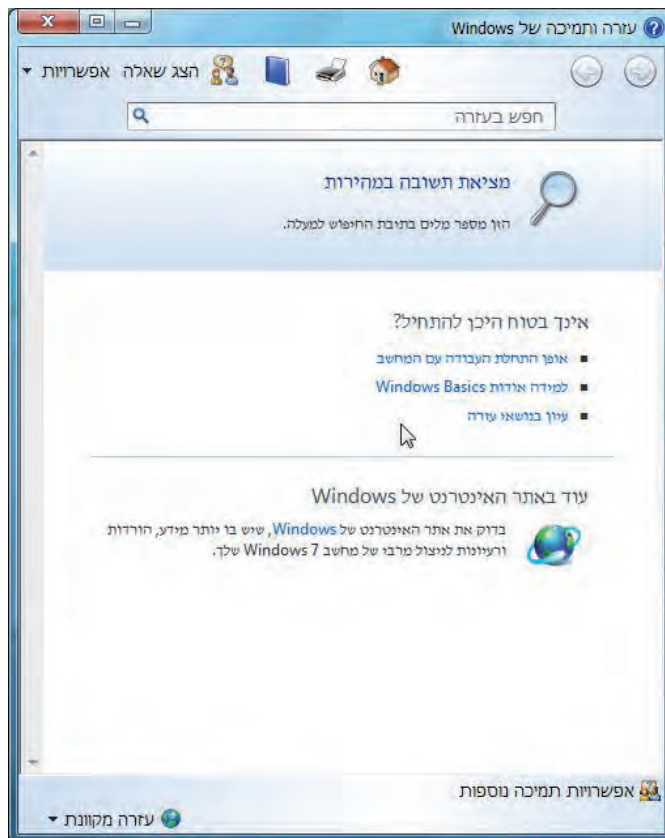 עזרה ותמיכה של Windows
הצג שאלה אפשרויות
חפש בעזרה
מציאת תשובה במהירות
הזן מספר מלים בתיבת החיפוש למעלה.
אינך בטוח היכן להתחיל?
אופן התחלת העבודה עם המחשב
למידה אודות Windows Basics
עיון בנושאי עזרה
עוד באתר האינטרנט של Windows
בדוק את אתר האינטרנט של Windows, שיש בו יותר מידע, הורדות
ורעיונות לניצול מרבי של מחשב Windows 7 שלך.
אפשרויות תמיכה נוספות
עזרה מקוונת